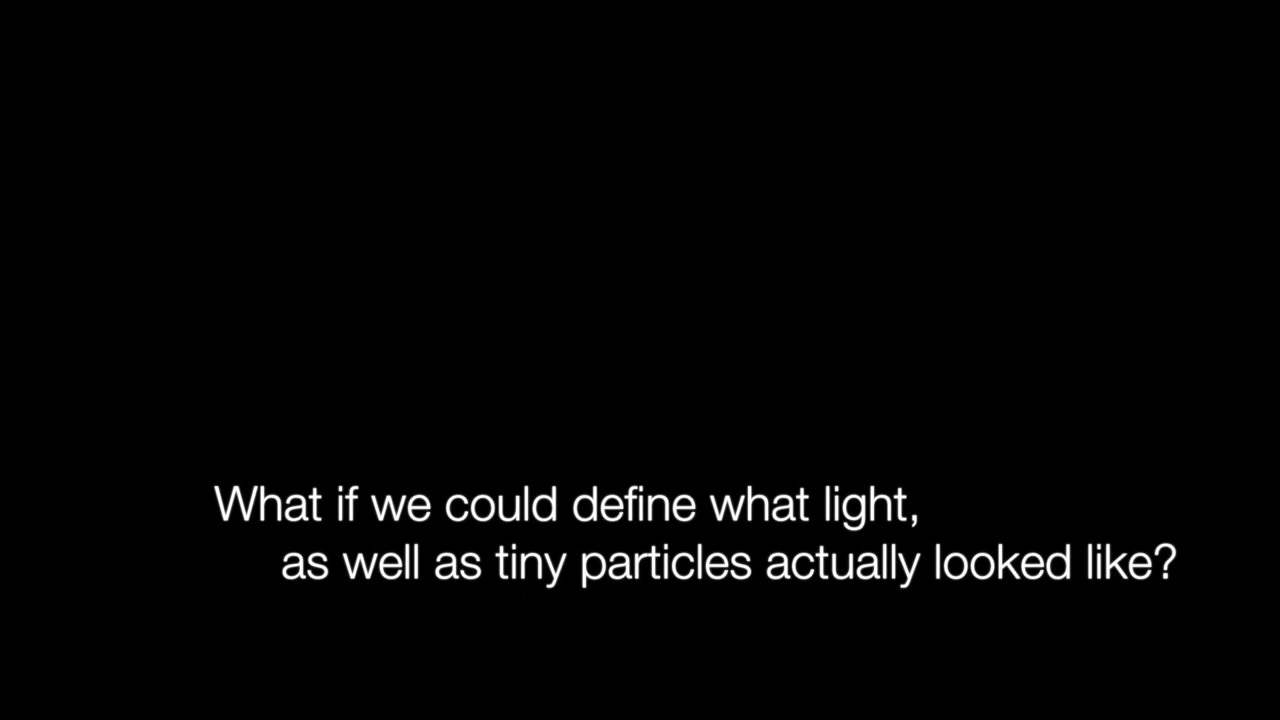 What if we could define what light,
as well as tiny particles actually looked like?